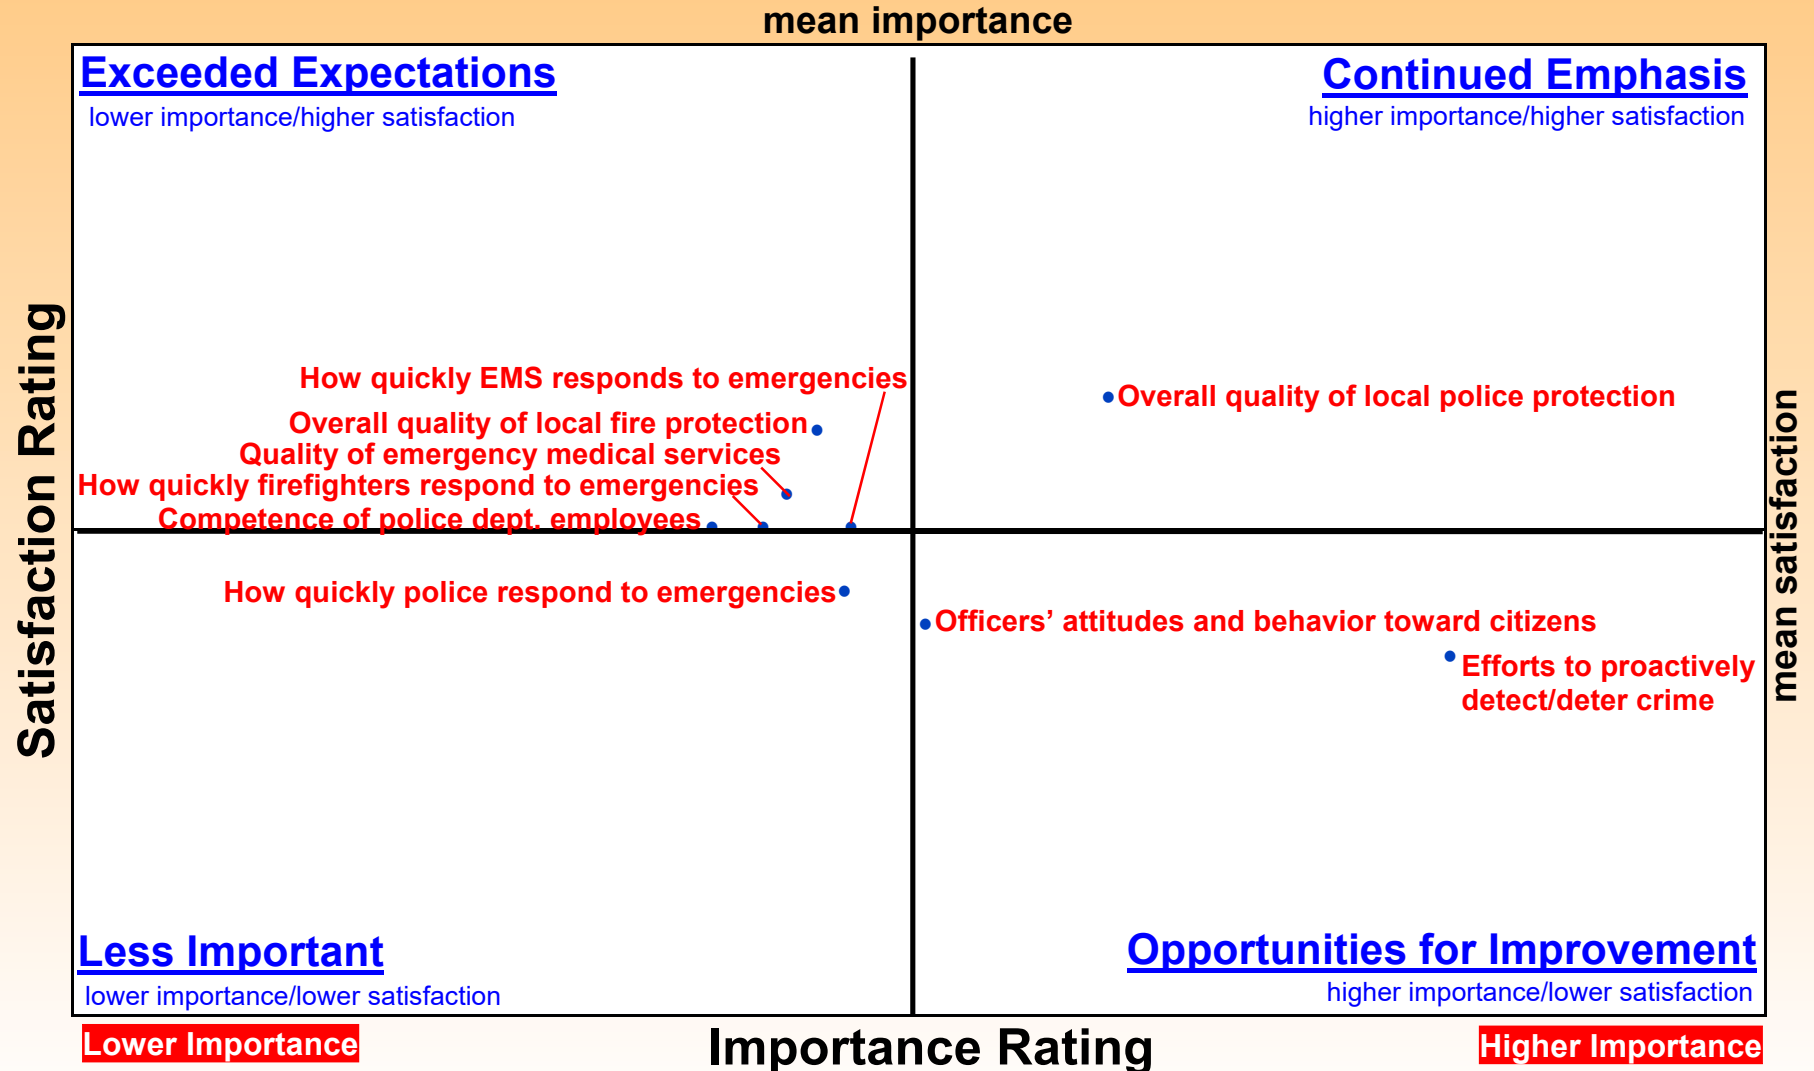 mean importance
Exceeded Expectations
lower importance/higher satisfaction
Continued Emphasis
higher importance/higher satisfaction
Satisfaction Rating
mean satisfaction
How quickly EMS responds to emergencies
Overall quality of local fire protection
Quality of emergency medical services
How quickly firefighters respond to emergencies
Competence of police dept. employees
Overall quality of local police protection
How quickly police respond to emergencies
Officers’ attitudes and behavior toward citizens
Efforts to proactively
detect/deter crime
Less Important
lower importance/lower satisfaction
Opportunities for Improvement
higher importance/lower satisfaction
Lower Importance
Importance Rating
Higher Importance